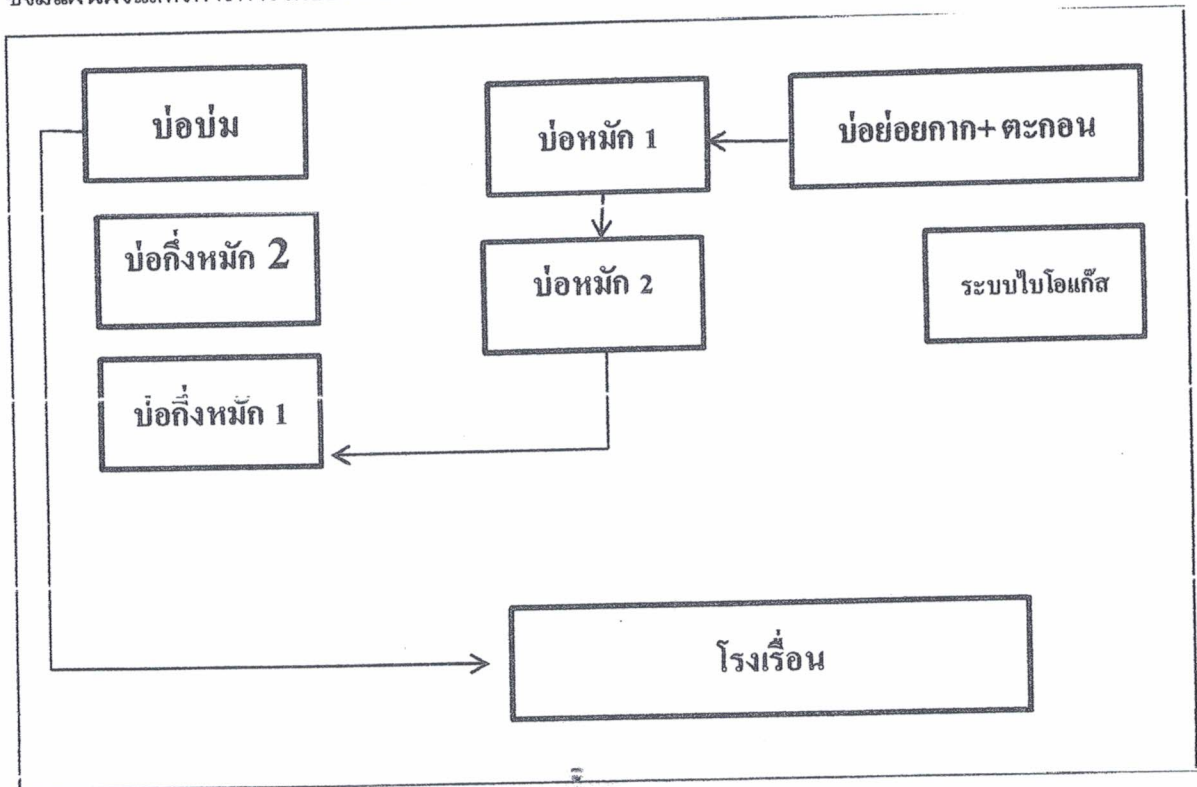 บ่อบ่ม
บ่อหมัก 1
บ่อย่อยกาก+ตะกอน
บ่อกึ่งหมัก 2
บ่อหมัก 2
ระบบไบโอแก๊ส
บ่อกึ่งหมัก 1
โรงเรื่อน